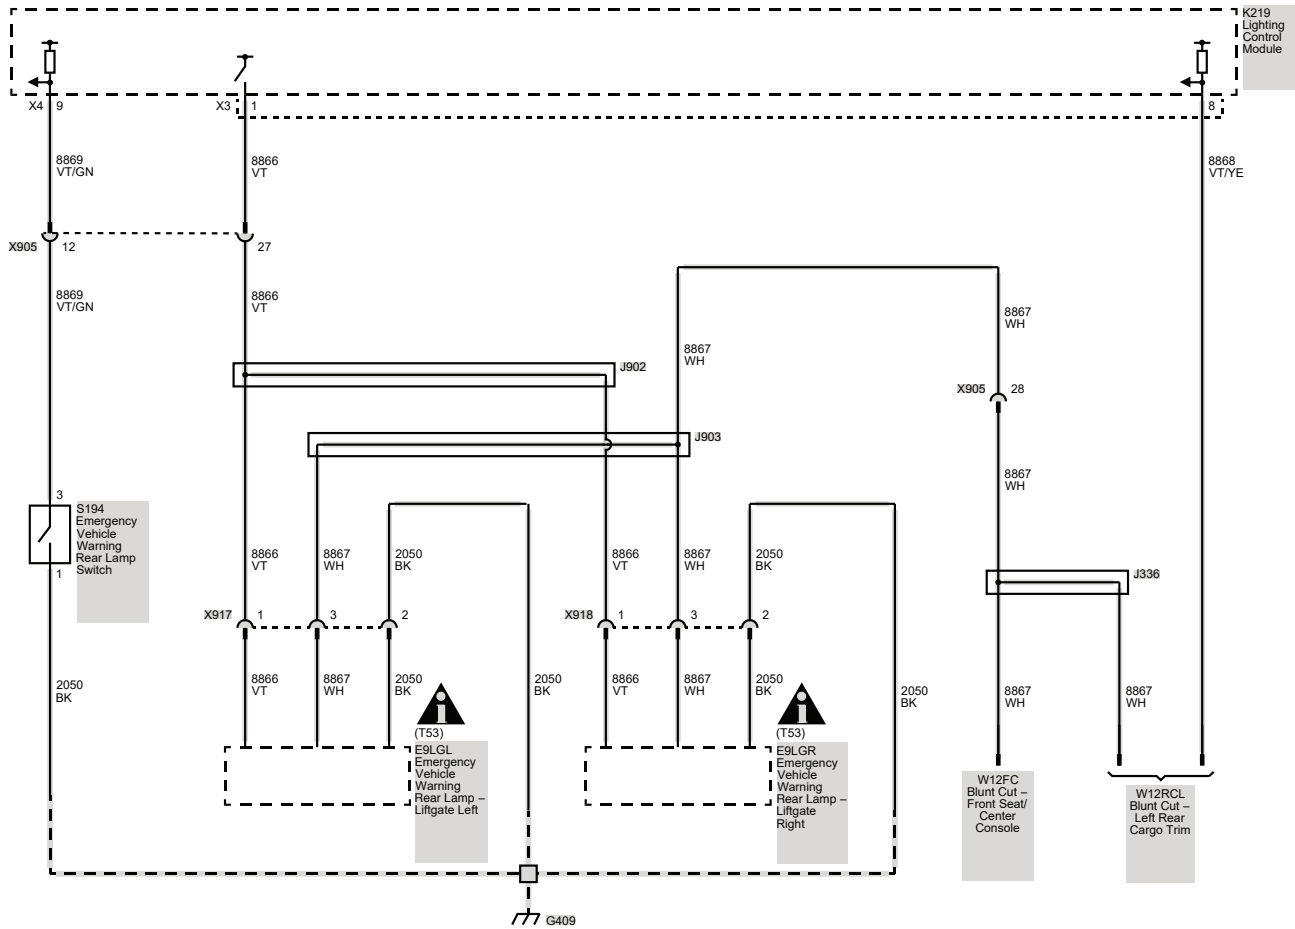 K219
Lighting
Control
Module
X4 9
X3 1
8
8869
VT/GN
8866
VT
8868
VT/YE
X905 12
27
8869
VT/GN
8866
VT
8867
WH
8867
WH
J902
X905 28
J903
8867
WH
3
S194
Emergency
Vehicle
Warning
Rear Lamp
Switch
1
8866
VT
8867
WH
2050
BK
8866
VT
8867
WH
2050
BK
J336
X917 1 3 2
X918 1 3 2
2050
BK
8866
VT
8867
WH
2050
BK
2050
BK
8866
VT
8867
WH
2050
BK
2050
BK
8867
WH
8867
WH
i
(T53)
E9LGL
Emergency
Vehicle
Warning
Rear Lamp –
Liftgate Left
i
(T53)
E9LGR
Emergency
Vehicle
Warning
Rear Lamp –
Liftgate
Right
W12FC
Blunt Cut –
Front Seat/
Center
Console
W12RCL
Blunt Cut –
Left Rear
Cargo Trim
G409